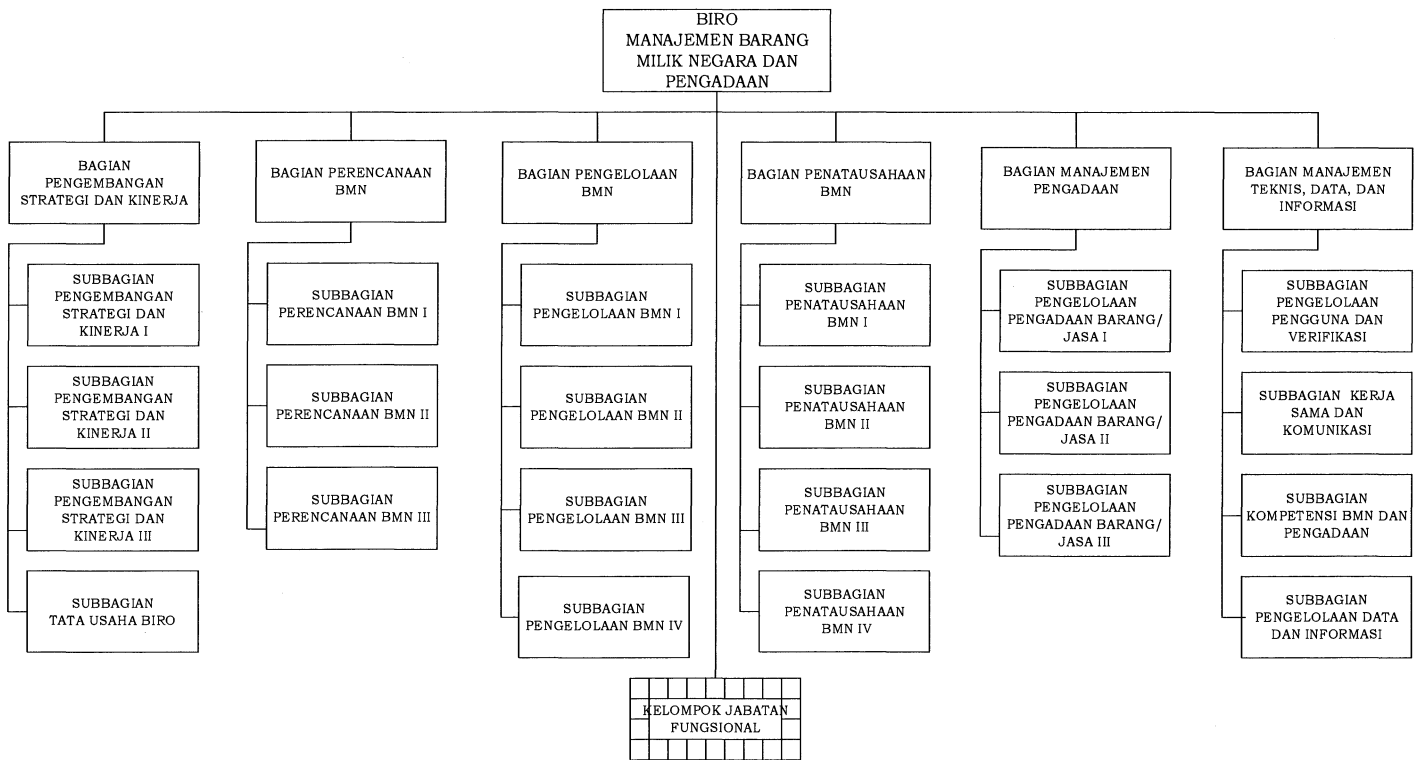 BIRO
MANAJEMEN BARANG
MILIK NEGARA DAN
PENGADAAN
BAGIAN
PENGEMBANGAN
STRATEGI DAN KINERJA
SUBBAGIAN
PENGEMBANGAN
STRATEGI DAN
KINERJA I
SUBBAGIAN
PENGEMBANGAN
STRATEGI DAN
KINERJA II
SUBBAGIAN
PENGEMBANGAN
STRATEGI DAN
KINERJA III
SUBBAGIAN
TATA USAHA BIRO
BAGIAN PERENCANAAN
BMN
SUBBAGIAN
PERENCANAAN BMN I
SUBBAGIAN
PERENCANAAN BMN II
SUBBAGIAN
PERENCANAAN BMN III
BAGIAN PENGELOLAAN
BMN
SUBBAGIAN
PENGELOLAAN BMN I
SUBBAGIAN
PENGELOLAAN BMN II
SUBBAGIAN
PENGELOLAAN BMN III
SUBBAGIAN
PENGELOLAAN BMN IV
BAGIAN PENATAUSAHAAN
BMN
SUBBAGIAN
PENATAUSAHAAN
BMN I
SUBBAGIAN
PENATAUSAHAAN
BMN II
SUBBAGIAN
PENATAUSAHAAN
BMN III
SUBBAGIAN
PENATAUSAHAAN
BMN IV
BAGIAN MANAJEMEN
PENGADAAN
SUBBAGIAN
PENGELOLAAN
PENGADAAN BARANG/
JASA I
SUBBAGIAN
PENGELOLAAN
PENGADAAN BARANG/
JASA II
SUBBAGIAN
PENGELOLAAN
PENGADAAN BARANG/
JASA III
BAGIAN MANAJEMEN
TEKNIS, DATA, DAN
INFORMASI
SUBBAGIAN
PENGELOLAAN
PENGGUNA DAN
VERIFIKASI
SUBBAGIAN KERJA
SAMA DAN
KOMUNIKASI
SUBBAGIAN
KOMPETENSI BMN DAN
PENGADAAN
SUBBAGIAN
PENGELOLAAN DATA
DAN INFORMASI
KELOMPOK JABATAN
FUNGSIONAL